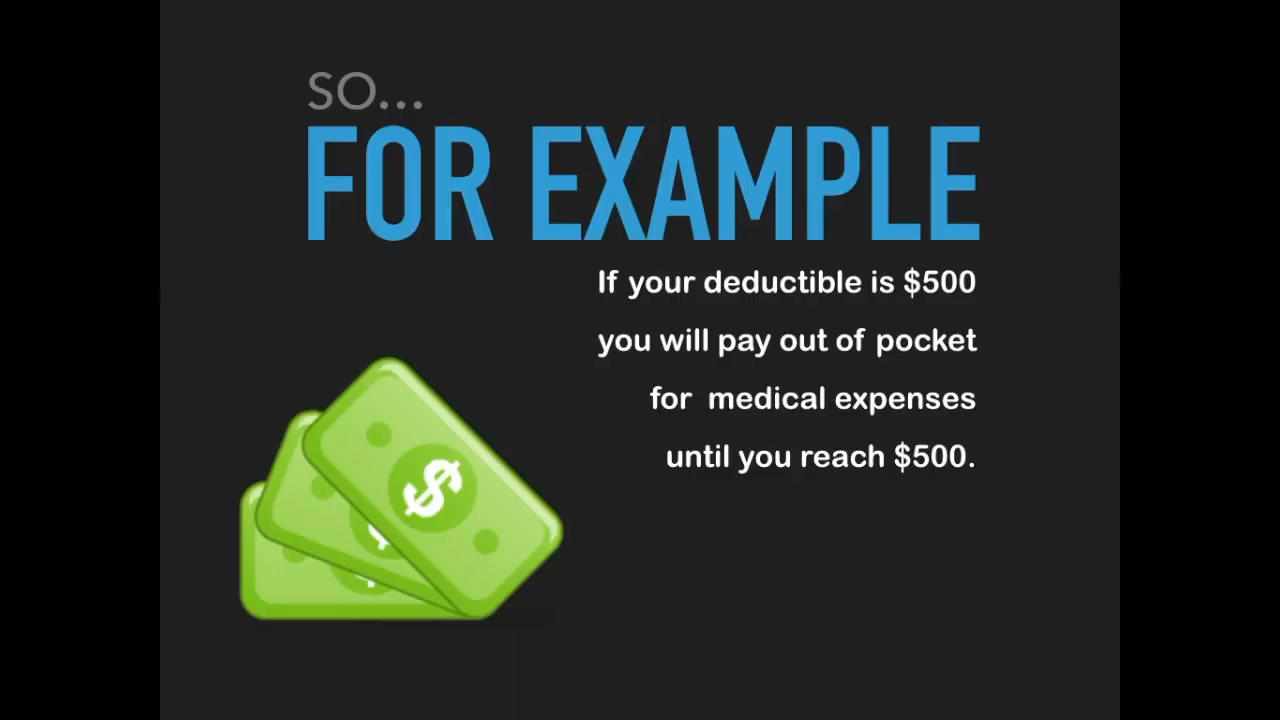 SO...
FOR EXAMPLE
If your deductible is $500
you will pay out of pocket
for medical expenses
until you reach $500.
$
$
$